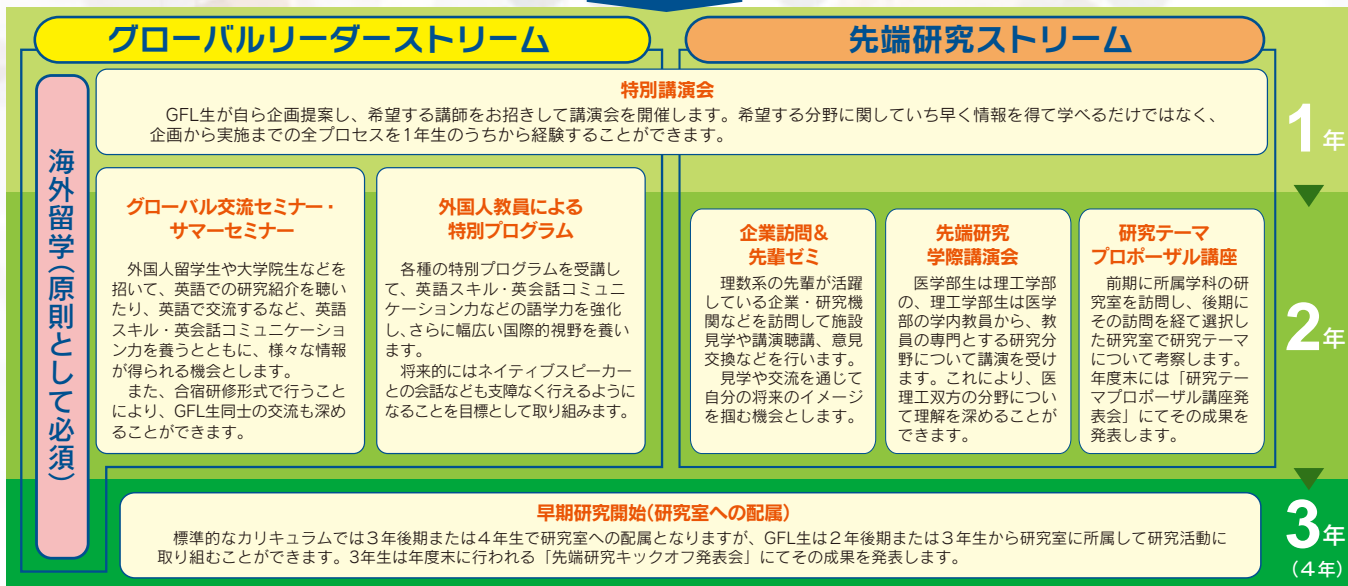 グローバルリーダーストリーム
先端研究ストリーム
海外留学（原則として必須）
特別講演会
GFL生が自ら企画提案し、希望する講師をお招きして講演会を開催します。希望する分野に関していち早く情報を得て学べるだけではなく、
企画から実施までの全プロセスを1年生のうちから経験することができます。
1年
グローバル交流セミナー・
サマーセミナー
外国人留学生や大学院生などを
招いて、英語での研究紹介を聴い
たり、英語で交流するなど、英語
スキル・英会話コミュニケーショ
ン力を養うとともに、様々な情報
が得られる機会とします。
また、合宿研修形式で行うこと
により、GFL生同士の交流も深め
ることができます。
外国人教員による
特別プログラム
各種の特別プログラムを受講し
て、英語スキル・英会話コミュニ
ケーション力などの語学力を強化
し、さらに幅広い国際的視野を養い
ます。
将来的にはネイティブスピーカー
との会話なども支障なく行えるように
なることを目標として取り組みます。
企業訪問&
先輩ゼミ
理数系の先輩が活躍
している企業・研究機
関などを訪問して施設
見学や講演聴講、意見
交換などを行います。
見学や交流を通じて
自分の将来のイメージ
を掴む機会とします。
先端研究
学際講演会
医学部生は理工学部
の、理工学部生は医学
部の学内教員から、教
員の専門とする研究分
野について講演を受け
ます。これにより、医
理工双方の分野につい
て理解を深めることが
できます。
研究テーマ
プロポーザル講座
前期に所属学科の研
究室を訪問し、後期に
その訪問を経て選択し
た研究室で研究テーマ
について考察します。
年度末には「研究テー
マプロポーザル講座発
表会」にてその成果を
発表します。
2年
早期研究開始(研究室への配属)
標準的なカリキュラムでは３年後期または４年生で研究室への配属となりますが、GFL生は２年後期または３年生から研究室に所属して研究活動に
取り組むことができます。3年生は年度末に行われる「先端研究キックオフ発表会」にてその成果を発表します。
3年
（４年）